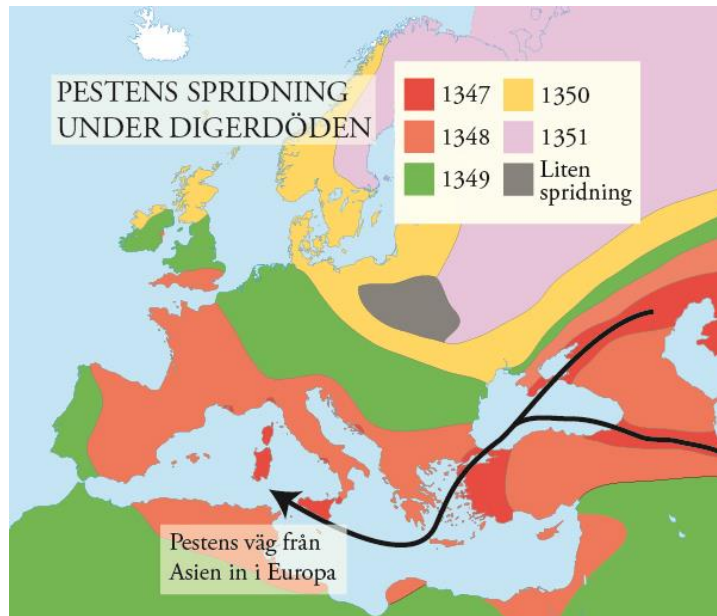 PESTENS SPRIDNING
UNDER DIGERDÖDEN
1347
1348
1349
1350
1351
Liten
spridning
Pestens väg från
Asien in i Europa